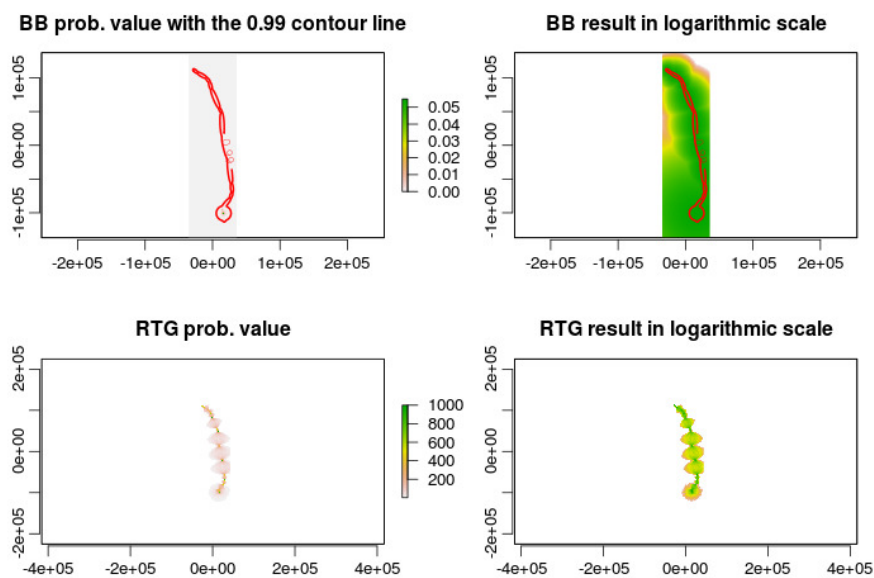 BB prob. value with the 0.99 contour line
BB result in logarithmic scale
1e+05
0e+00
-1e+05
0.99
0.05
0.04
0.03
0.02
0.01
0.00
-2e+05 -1e+05 0e+00 1e+05 2e+05
1e+05
0e+00
-1e+05
-2e+05 -1e+05 0e+00 1e+05 2e+05
RTG prob. value
RTG result in logarithmic scale
2e+05
0e+00
-2e+05
1000
800
600
400
200
-4e+05 -2e+05 0e+00 2e+05 4e+05
2e+05
0e+00
-2e+05
-4e+05 -2e+05 0e+00 2e+05 4e+05